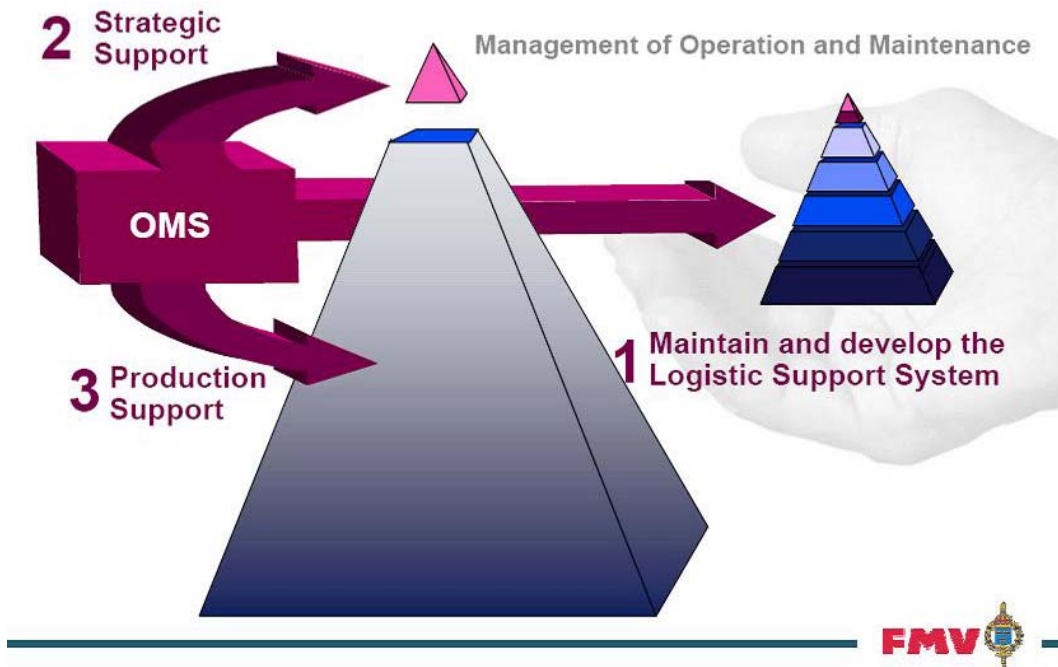 2 Strategic
Support
Management of Operation and Maintenance
OMS
1 Maintain and develop the
Logistic Support System
3 Production
Support
FMV